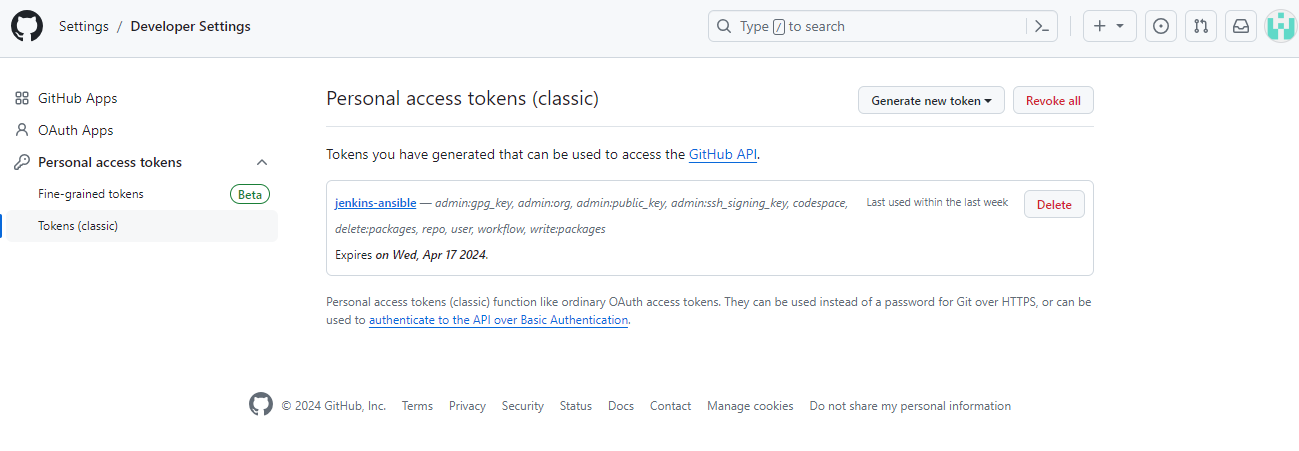 Settings / Developer Settings
Type / to search
GitHub Apps
OAuth Apps
Personal access tokens
Fine-grained tokens Beta
Tokens (classic)
Personal access tokens (classic)
Generate new token
Revoke all
Tokens you have generated that can be used to access the GitHub API.
jenkins-ansible — admin:gpg_key, admin:org, admin:public_key, admin:ssh_signing_key, codespace,
delete:packages, repo, user, workflow, write:packages
Last used within the last week
Delete
Expires on Wed, Apr 17 2024.
Personal access tokens (classic) function like ordinary OAuth access tokens. They can be used instead of a password for Git over HTTPS, or can be
used to authenticate to the API over Basic Authentication.
© 2024 GitHub, Inc. Terms Privacy Security Status Docs Contact Manage cookies Do not share my personal information